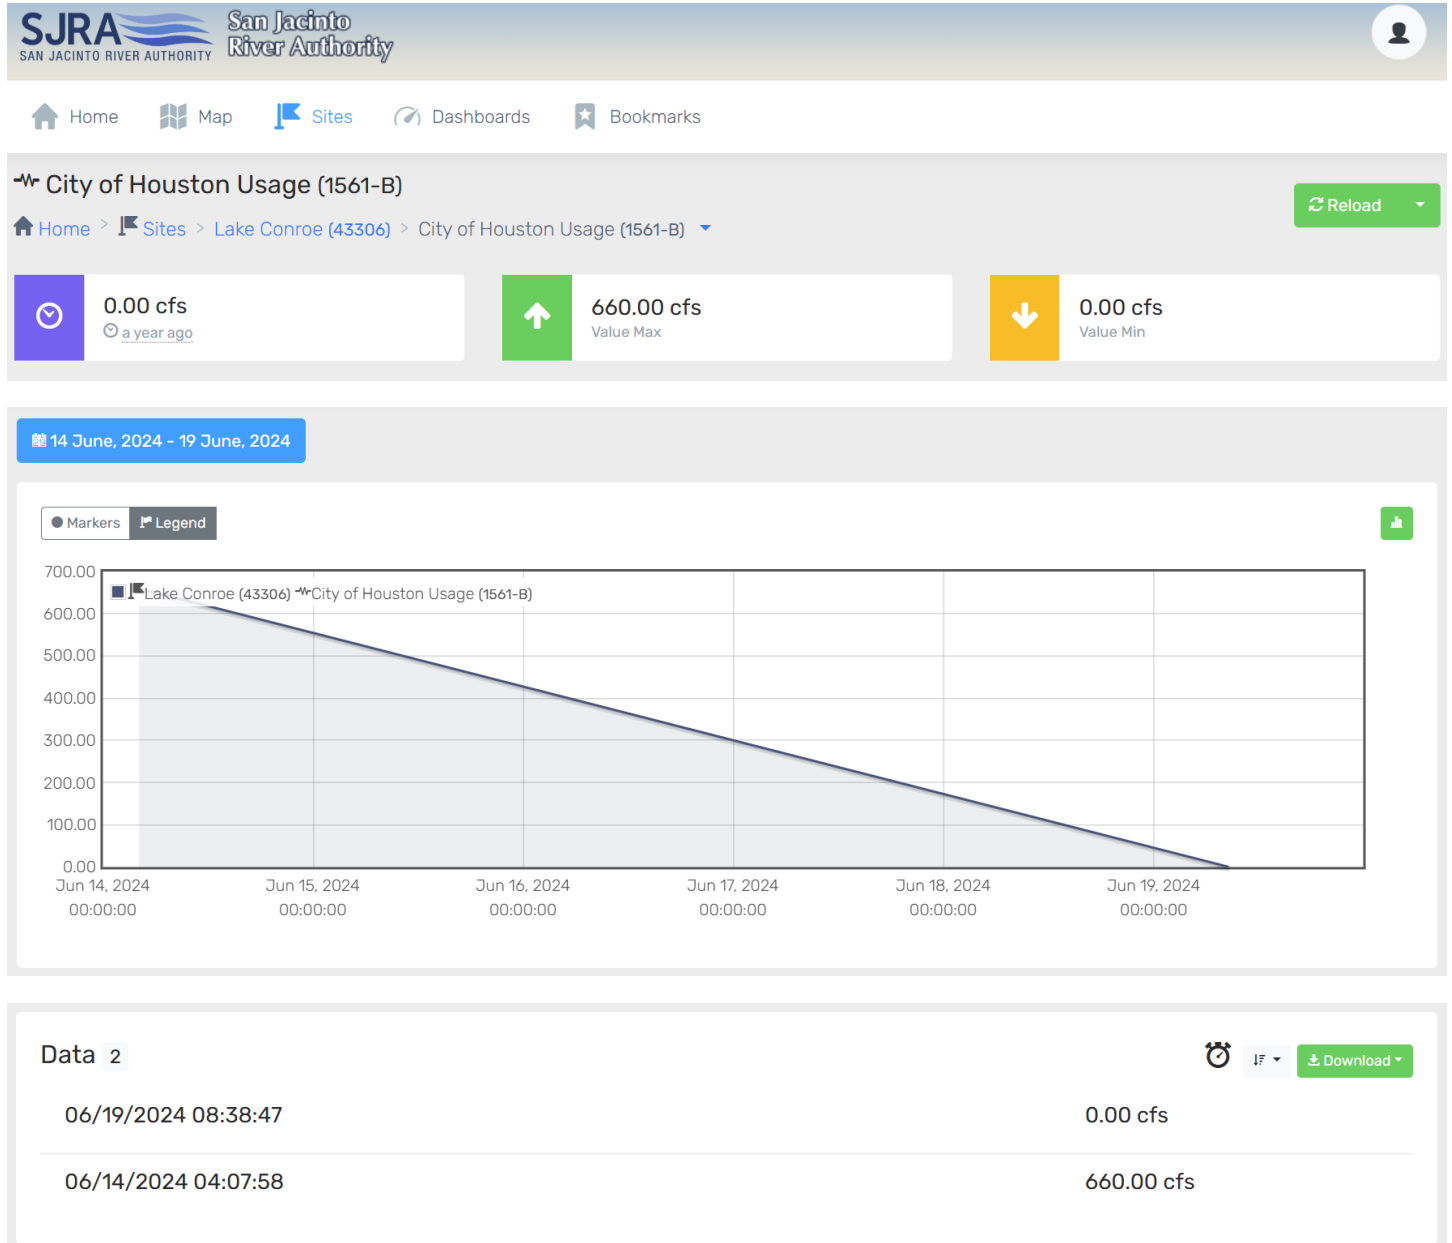 SJRA
SAN JACINTO RIVER AUTHORITY
San Jacinto
River Authority
Home Map Sites Dashboards Bookmarks
City of Houston Usage (1561-B)
Reload
Home > Sites > Lake Conroe (43306) > City of Houston Usage (1561-B)
0.00 cfs
a year ago
660.00 cfs
Value Max
0.00 cfs
Value Min
14 June, 2024 - 19 June, 2024
Markers Legend
Lake Conroe (43306) City of Houston Usage (1561-B)
700.00
600.00
500.00
400.00
300.00
200.00
100.00
0.00
Jun 14, 2024 Jun 15, 2024 Jun 16, 2024 Jun 17, 2024 Jun 18, 2024 Jun 19, 2024
00:00:00 00:00:00 00:00:00 00:00:00 00:00:00 00:00:00
Data 2
Download
06/19/2024 08:38:47 0.00 cfs
06/14/2024 04:07:58 660.00 cfs